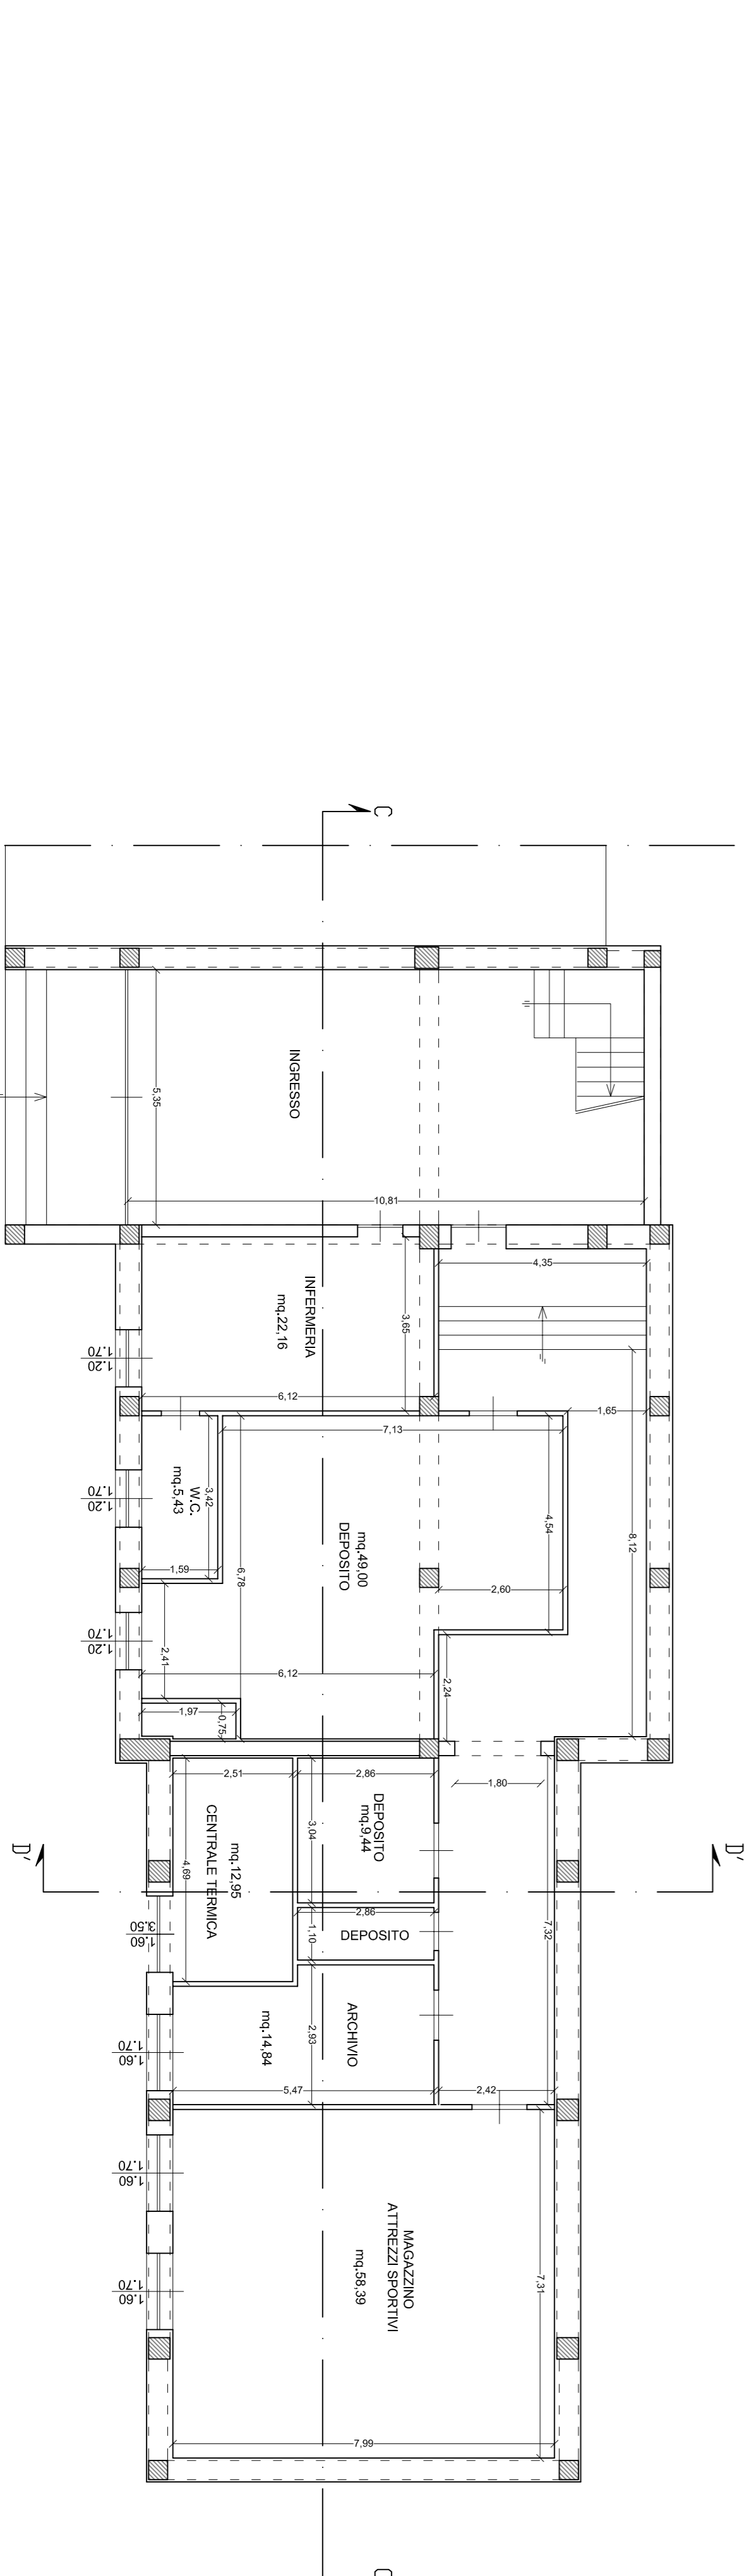 C
INGRESSO
5,35
10,81
4,35
INFERMERIA
mq.22,16
3,65
1.70
1.20
6,12
1,65
7,13
W.C.
mq.5,43
3,42
4,54
1.70
1.20
mq.49,00
DEPOSITO
8,12
1,59
6,78
2,60
1.70
1.20
2,41
6,12
2,24
1,97
0,75
2,51
2,86
1,80
DEPOSITO
mq.9,44
3,04
mq.12,95
CENTRALE TERMICA
4,69
D'
D'
2,86
3.50
1.60
1,10
DEPOSITO
7,32
ARCHIVIO
mq.14,84
2,93
1.70
1.60
5,47
2,42
1.70
1.60
MAGAZZINO
ATTREZZI SPORTIVI
mq.58,39
7,31
1.70
1.60
7,99